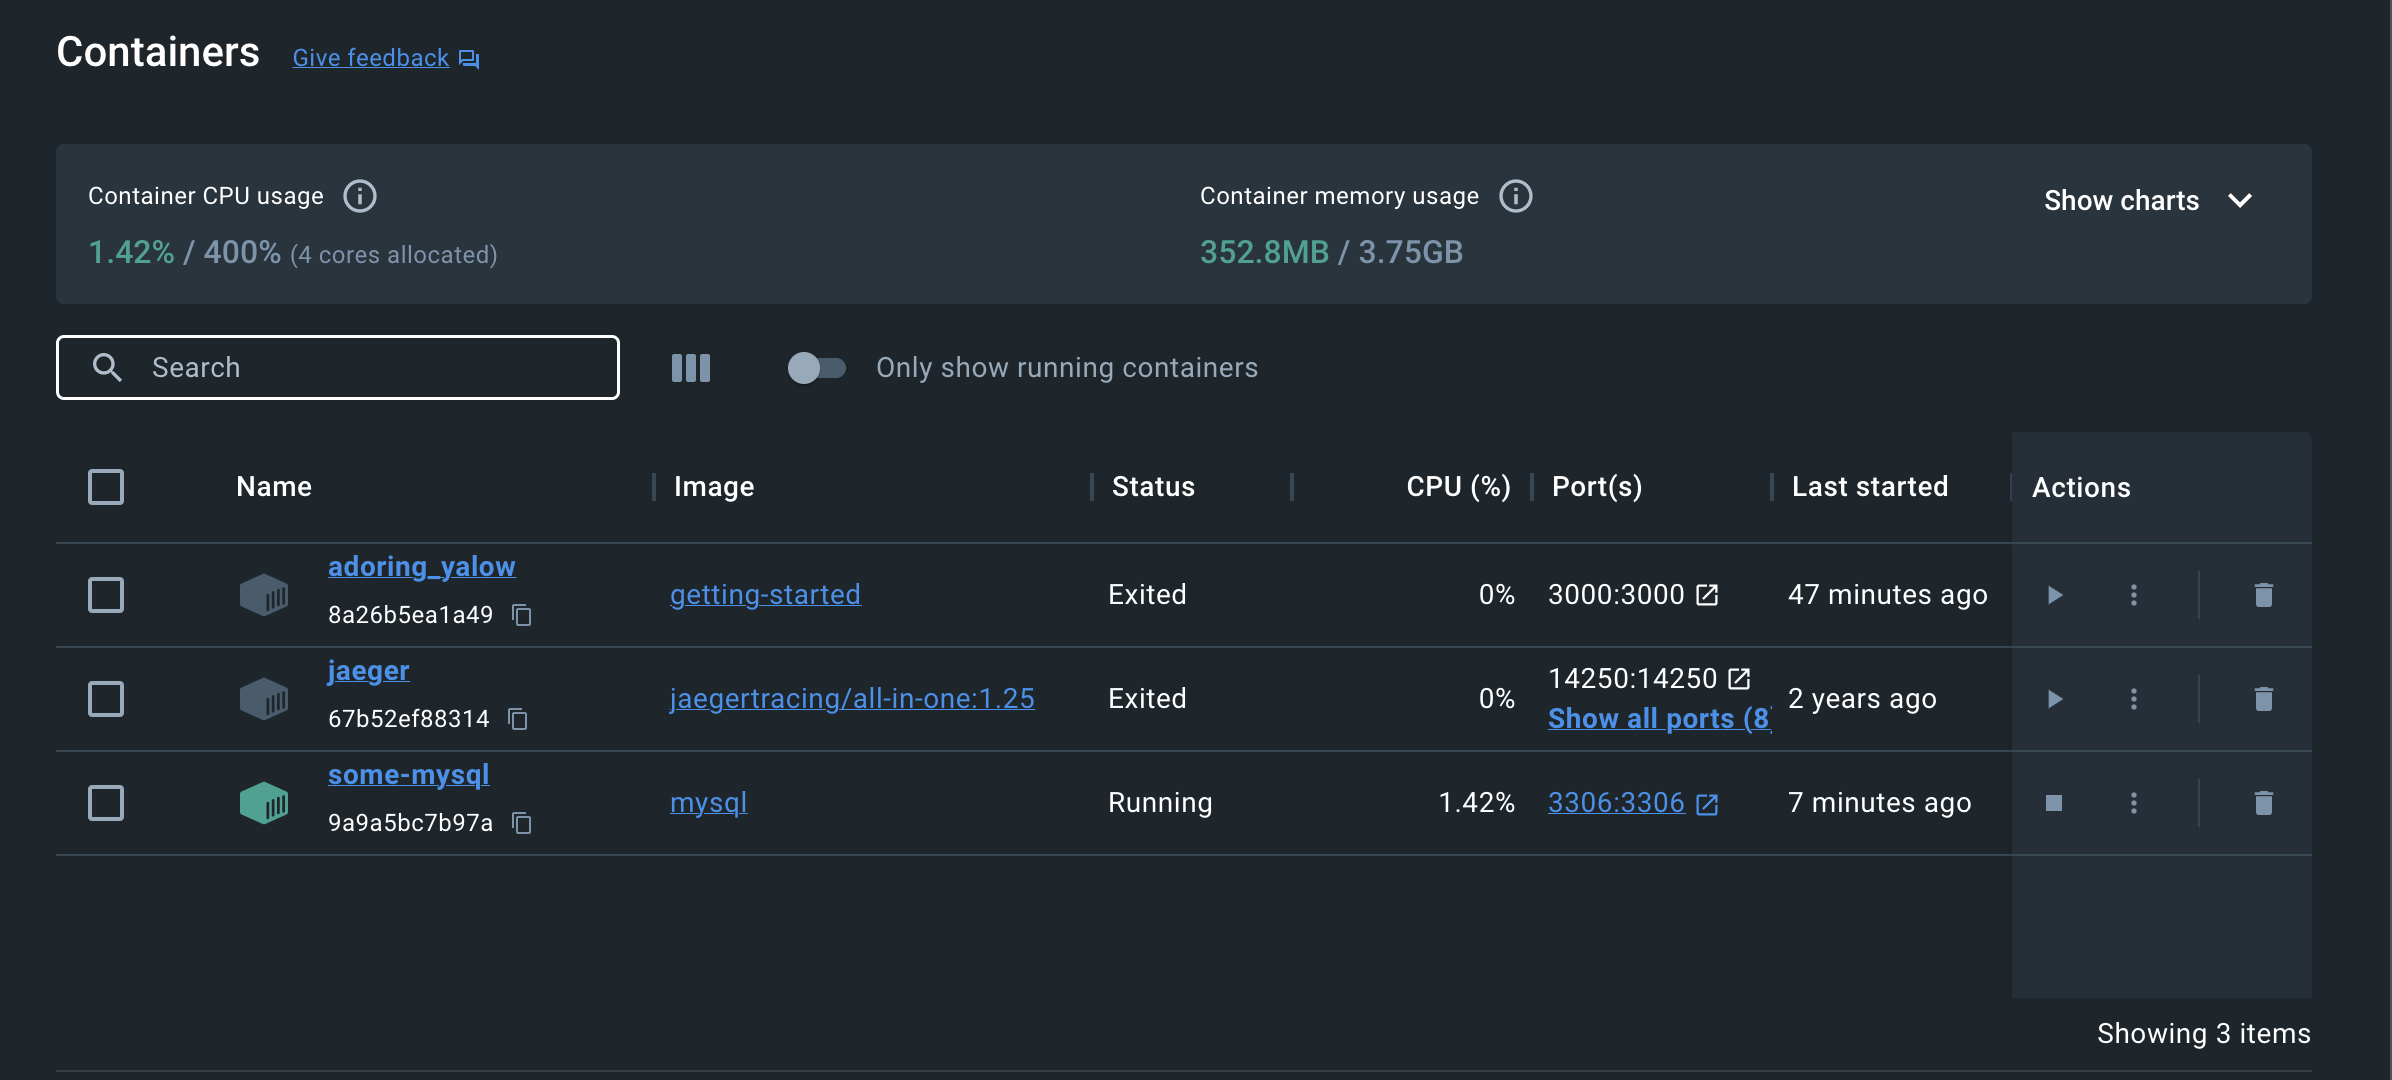 Containers Give feedback
Container CPU usage
1.42% / 400% (4 cores allocated)
Container memory usage
352.8MB / 3.75GB
Show charts
Search
Only show running containers
Name Image Status CPU (%) Port(s) Last started Actions
adoring_yalow
8a26b5ea1a49
getting-started Exited 0% 3000:3000 47 minutes ago
jaeger
67b52ef88314
jaegertracing/all-in-one:1.25 Exited 0%
14250:14250
Show all ports (8)
2 years ago
some-mysql
9a9a5bc7b97a
mysql Running 1.42% 3306:3306 7 minutes ago
Showing 3 items